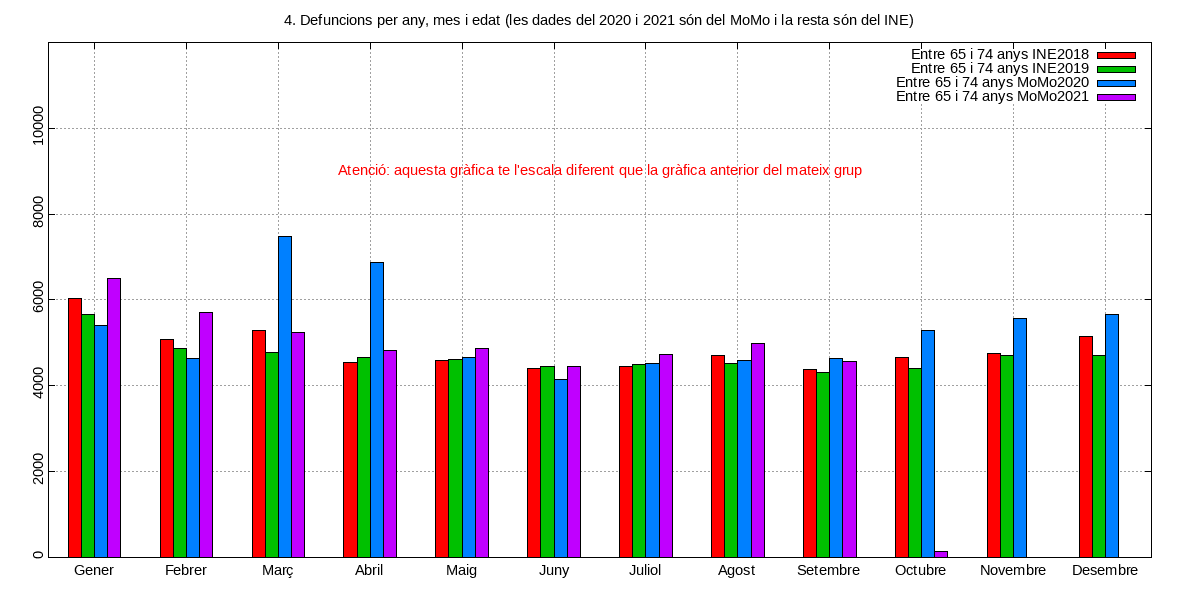 4. Defuncions per any, mes i edat (les dades del 2020 i 2021 són del MoMo i la resta són del INE)
Entre 65 i 74 anys INE2018
Entre 65 i 74 anys INE2019
Entre 65 i 74 anys MoMo2020
Entre 65 i 74 anys MoMo2021
Atenció: aquesta gràfica te l'escala diferent que la gràfica anterior del mateix grup
10000
8000
6000
4000
2000
0
Gener Febrer Març Abril Maig Juny Juliol Agost Setembre Octubre Novembre Desembre